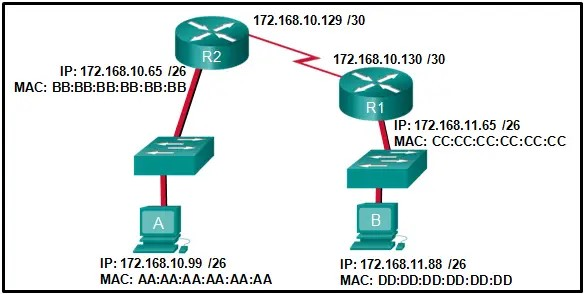 172.168.10.129 /30
R2
172.168.10.130 /30
IP: 172.168.10.65 /26
MAC: BB:BB:BB:BB:BB:BB
R1
IP: 172.168.11.65 /26
MAC: CC:CC:CC:CC:CC:CC
A
B
IP: 172.168.10.99 /26
MAC: AA:AA:AA:AA:AA:AA
IP: 172.168.11.88 /26
MAC: DD:DD:DD:DD:DD:DD